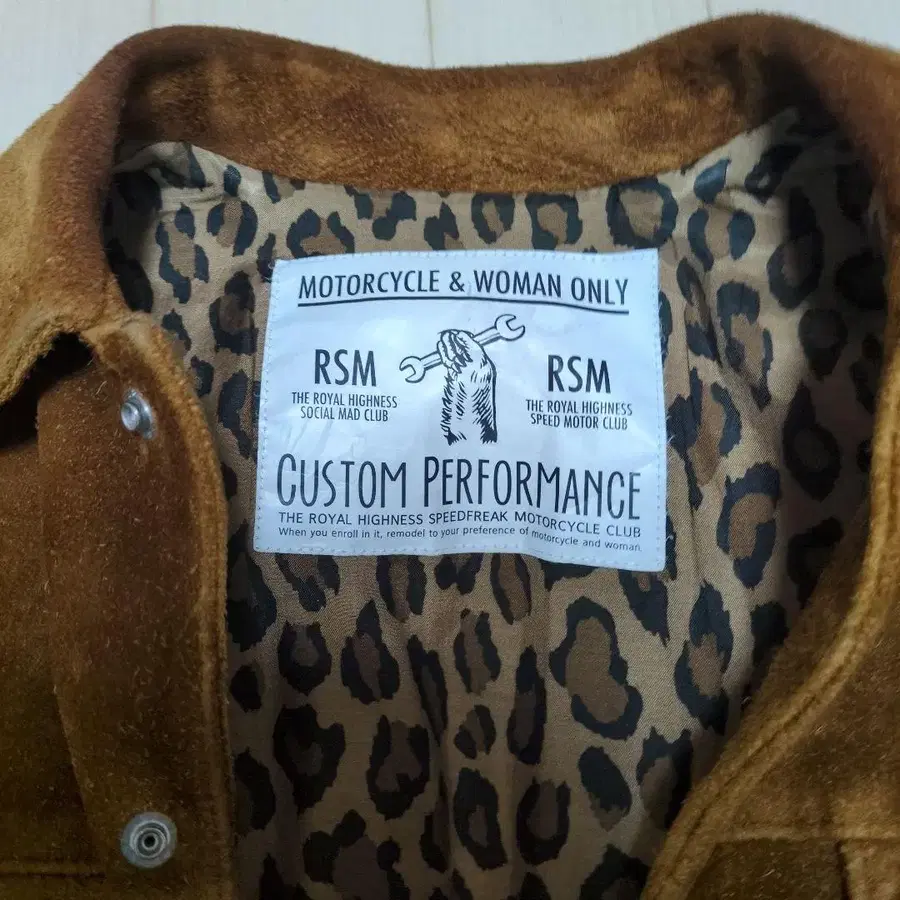 MOTORCYCLE & WOMAN ONLY
RSM
THE ROYAL HIGHNESS
SOCIAL MAD CLUB
RSM
THE ROYAL HIGHNESS
SPEED MOTOR CLUB
CUSTOM PERFORMANCE
THE ROYAL HIGHNESS SPEEDFREAK MOTORCYCLE CLUB
When you enroll in it, remodel to your preference of motorcycle and woman